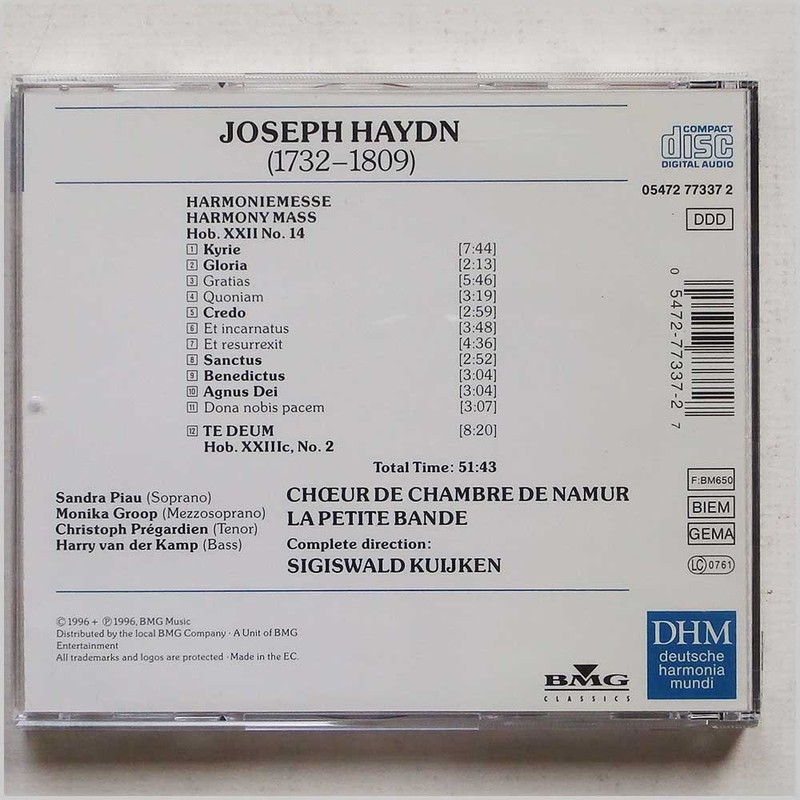 JOSEPH HAYDN
(1732–1809)
COMPACT
disc
DIGITAL AUDIO
05472 77337 2
DDD
HARMONIEMESSE
HARMONY MASS
Hob. XXII No. 14
1 Kyrie [7:44]
2 Gloria [2:13]
3 Gratias [5:46]
4 Quoniam [3:19]
5 Credo [2:59]
6 Et incarnatus [3:48]
7 Et resurrexit [4:36]
8 Sanctus [2:52]
9 Benedictus [3:04]
10 Agnus Dei [3:04]
11 Dona nobis pacem [3:07]
12 TE DEUM [8:20]
Hob. XXIIIc, No. 2
Total Time: 51:43
0 5472-77337-2 7
Sandra Piau (Soprano)
Monika Groop (Mezzosoprano)
Christoph Prégardien (Tenor)
Harry van der Kamp (Bass)
CHŒUR DE CHAMBRE DE NAMUR
LA PETITE BANDE
Complete direction:
SIGISWALD KUIJKEN
F:BM650
BIEM
GEMA
LC 0761
© 1996 + ℗ 1996, BMG Music
Distributed by the local BMG Company · A Unit of BMG
Entertainment
All trademarks and logos are protected · Made in the EC.
BMG
CLASSICS
DHM
deutsche
harmonia
mundi